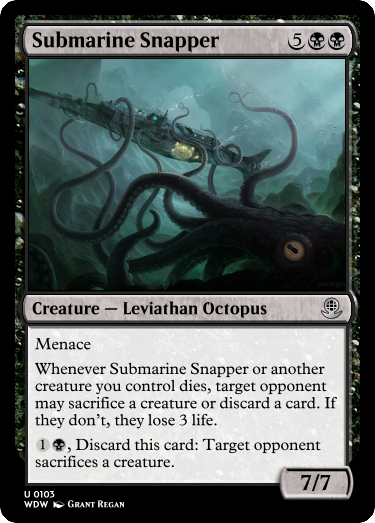 Submarine Snapper 5
Creature — Leviathan Octopus
Menace
Whenever Submarine Snapper or another
creature you control dies, target opponent
may sacrifice a creature or discard a card. If
they don't, they lose 3 life.
1 , Discard this card: Target opponent
sacrifices a creature.
7/7
U 0103
WDW Grant Regan